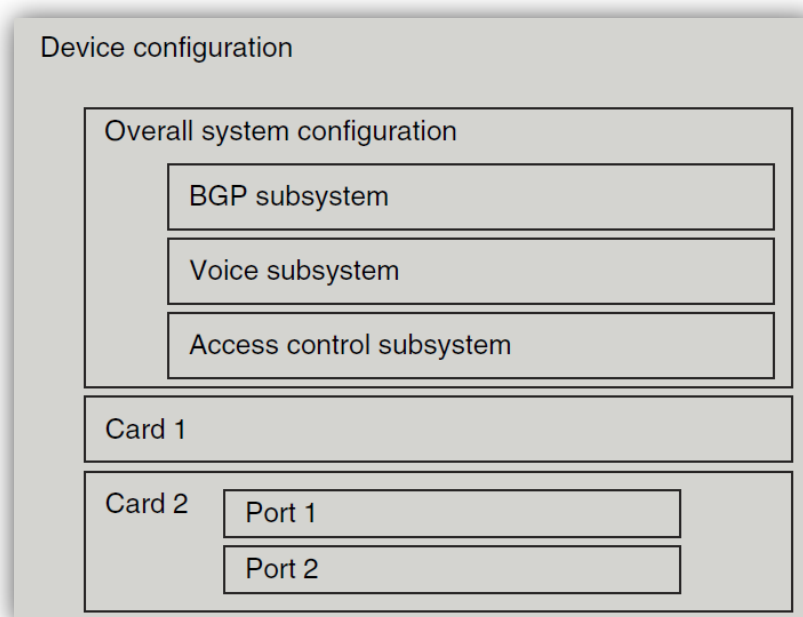 Device configuration
Overall system configuration
BGP subsystem
Voice subsystem
Access control subsystem
Card 1
Card 2
Port 1
Port 2